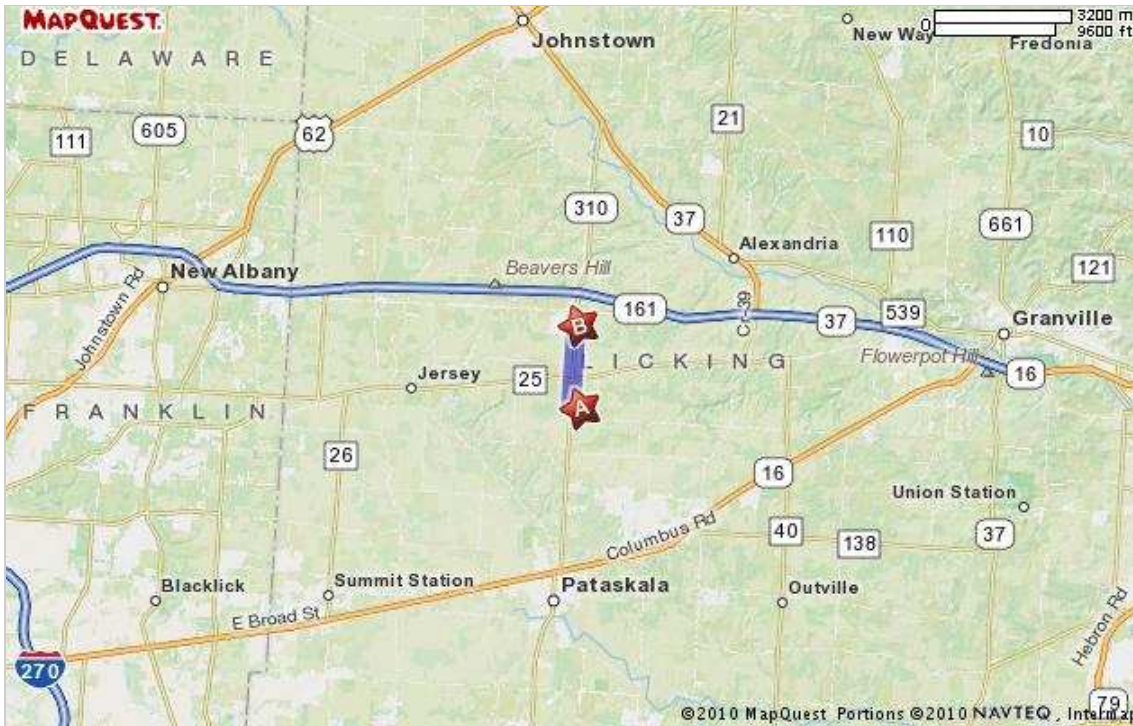 MAPQUEST.
0
3200 m
9600 ft
Johnstown
New Way
Fredonia
DELAWARE
605
62
111
21
10
310
37
661
Alexandria
110
121
Beavers Hill
New Albany
161
37
539
Granville
Johnstown Rd
B
LICKING
Flowerpot Hill
16
Jersey
25
A
FRANKLIN
26
16
Union Station
Columbus Rd
40
138
37
Blacklick
Summit Station
Pataskala
Outville
E Broad St
Hebron Rd
270
79
©2010 MapQuest Portions ©2010 NAVTEQ, Intermap